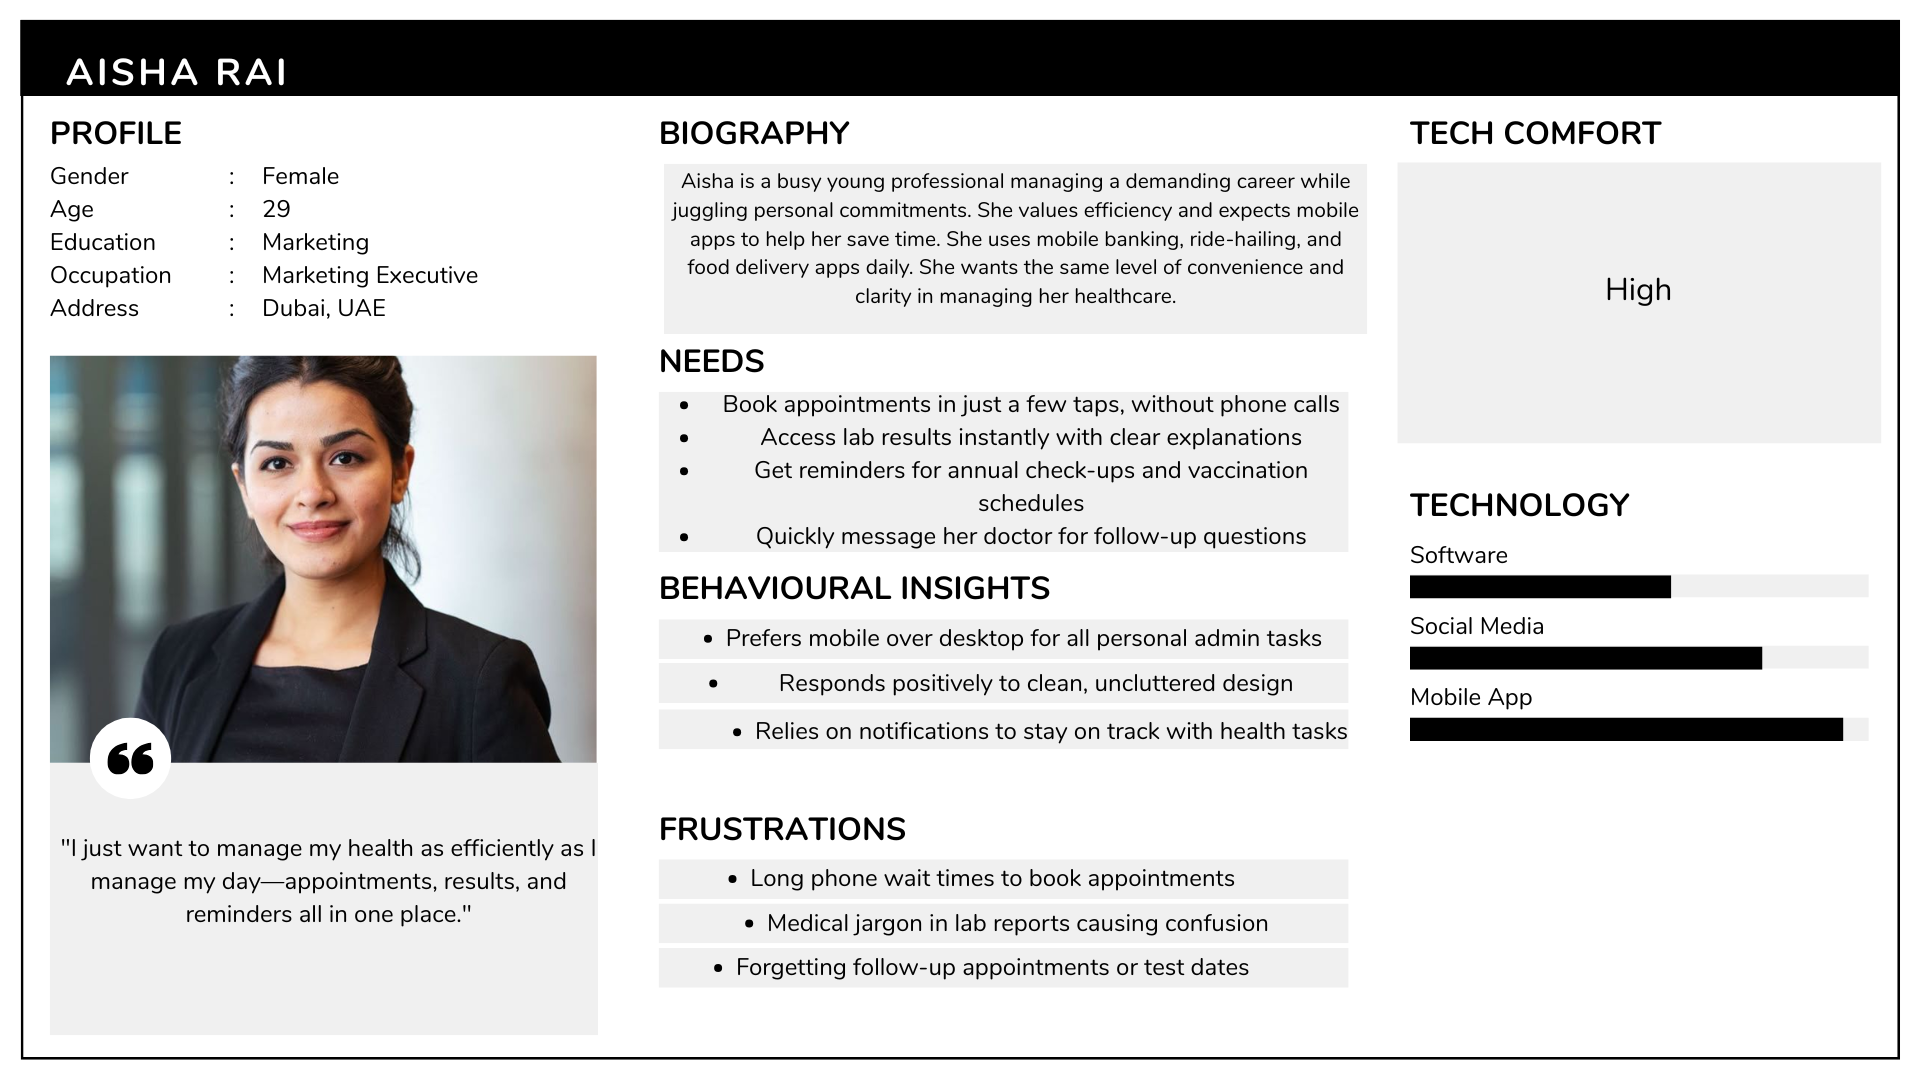 AISHA RAI
PROFILE
Gender : Female
Age : 29
Education : Marketing
Occupation : Marketing Executive
Address : Dubai, UAE
"I just want to manage my health as efficiently as I
manage my day—appointments, results, and
reminders all in one place."
BIOGRAPHY
Aisha is a busy young professional managing a demanding career while
juggling personal commitments. She values efficiency and expects mobile
apps to help her save time. She uses mobile banking, ride-hailing, and
food delivery apps daily. She wants the same level of convenience and
clarity in managing her healthcare.
NEEDS
• Book appointments in just a few taps, without phone calls
• Access lab results instantly with clear explanations
• Get reminders for annual check-ups and vaccination
schedules
• Quickly message her doctor for follow-up questions
BEHAVIOURAL INSIGHTS
• Prefers mobile over desktop for all personal admin tasks
• Responds positively to clean, uncluttered design
• Relies on notifications to stay on track with health tasks
FRUSTRATIONS
• Long phone wait times to book appointments
• Medical jargon in lab reports causing confusion
• Forgetting follow-up appointments or test dates
TECH COMFORT
High
TECHNOLOGY
Software
Social Media
Mobile App